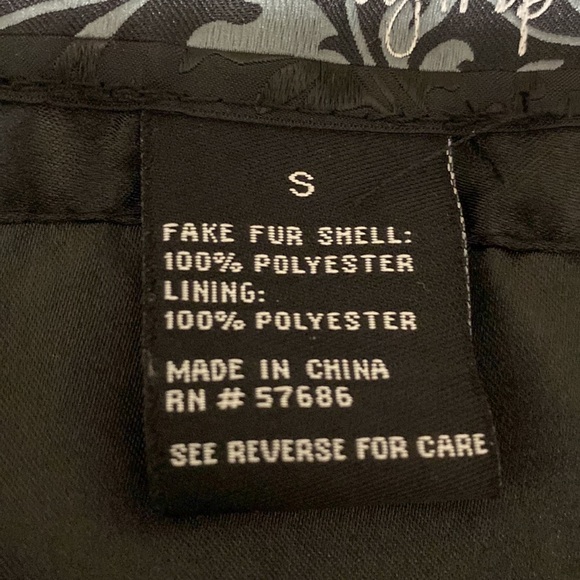 S
FAKE FUR SHELL:
100% POLYESTER
LINING:
100% POLYESTER
MADE IN CHINA
RN # 57686
SEE REVERSE FOR CARE